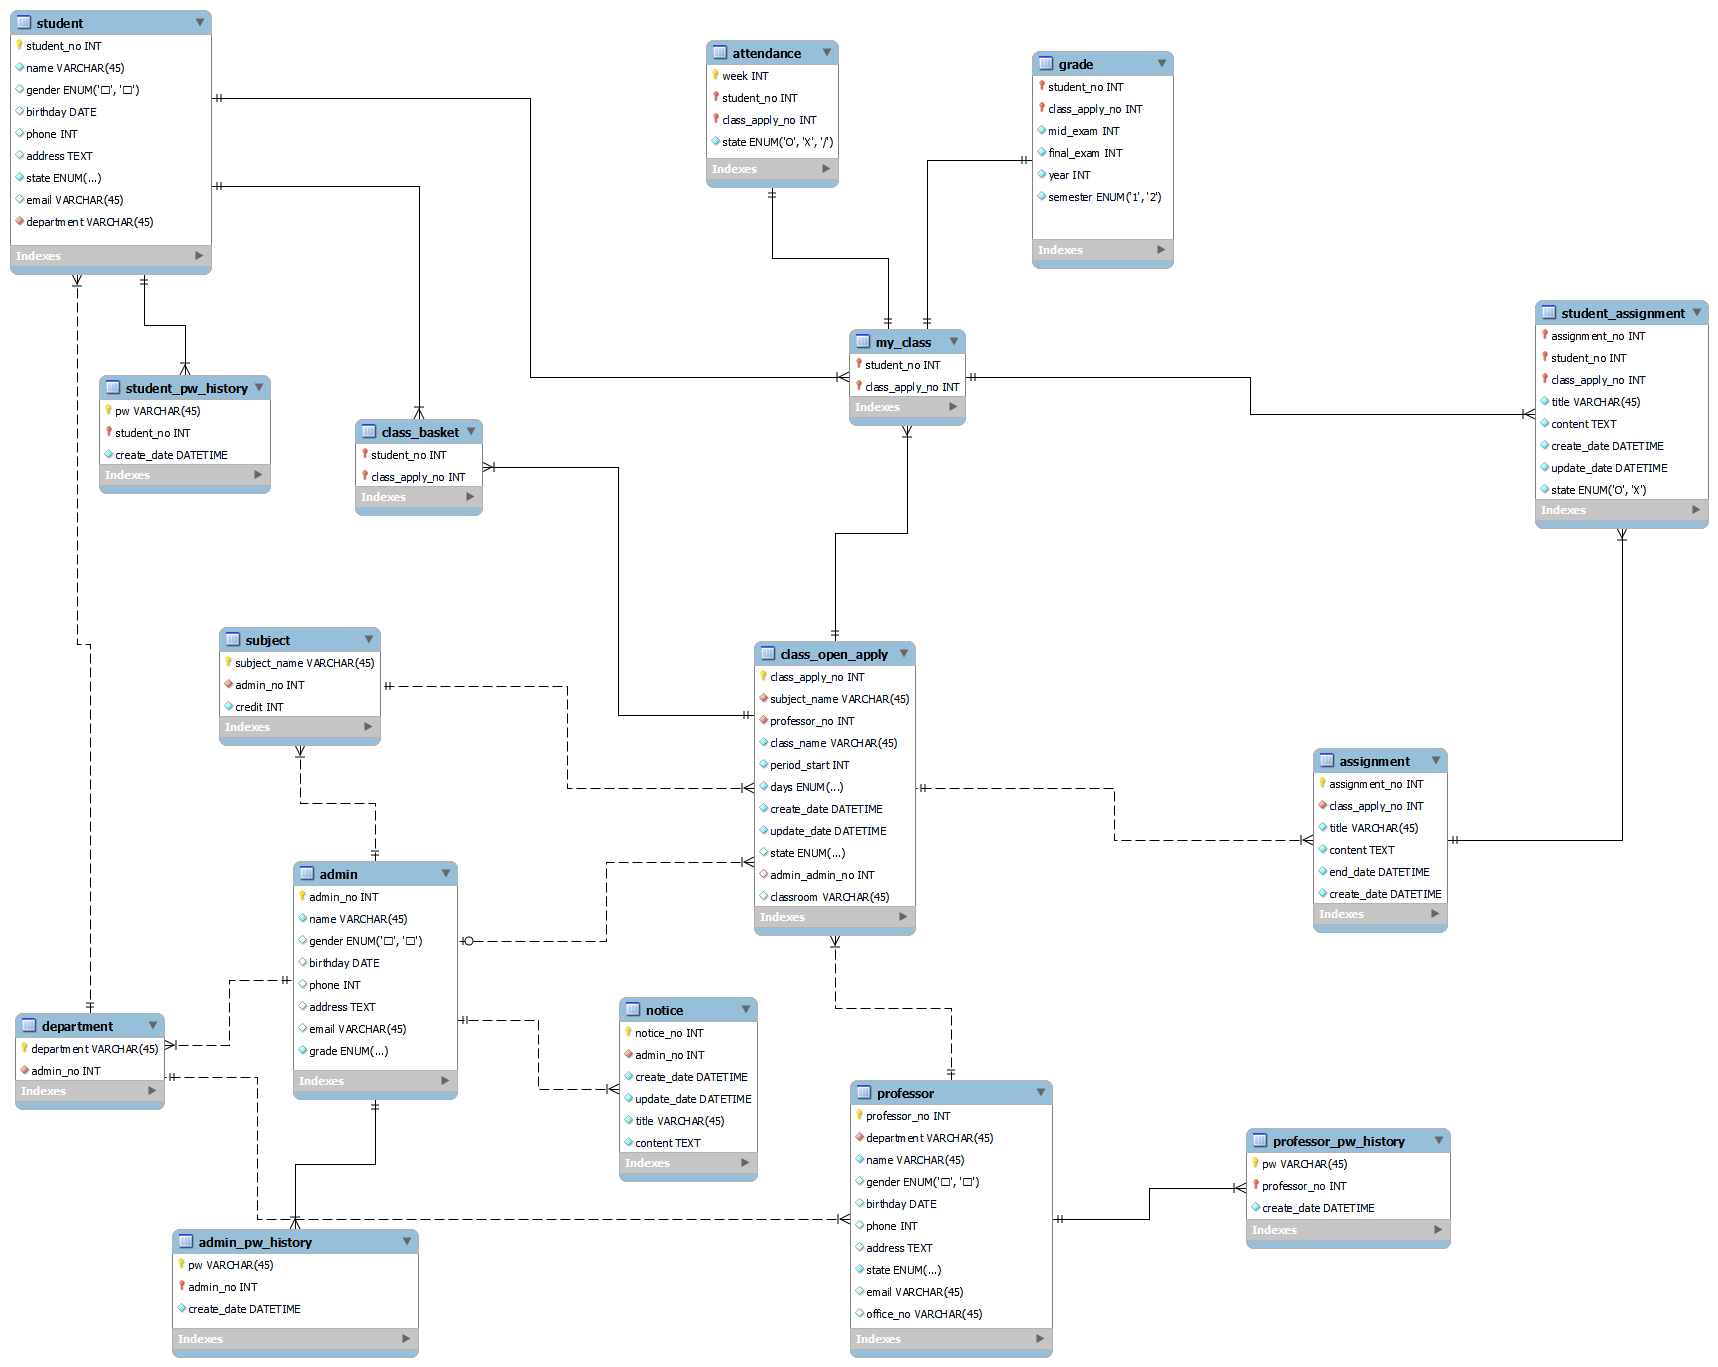 student
student_no INT
name VARCHAR(45)
gender ENUM('□', '□')
birthday DATE
phone INT
address TEXT
state ENUM(...)
email VARCHAR(45)
department VARCHAR(45)
Indexes
attendance
week INT
student_no INT
class_apply_no INT
state ENUM('O', 'X', '/')
Indexes
grade
student_no INT
class_apply_no INT
mid_exam INT
final_exam INT
year INT
semester ENUM('1', '2')
Indexes
student_assignment
assignment_no INT
student_no INT
class_apply_no INT
title VARCHAR(45)
content TEXT
create_date DATETIME
update_date DATETIME
state ENUM('O', 'X')
Indexes
my_class
student_no INT
class_apply_no INT
Indexes
student_pw_history
pw VARCHAR(45)
student_no INT
create_date DATETIME
Indexes
class_basket
student_no INT
class_apply_no INT
Indexes
subject
subject_name VARCHAR(45)
admin_no INT
credit INT
Indexes
class_open_apply
class_apply_no INT
subject_name VARCHAR(45)
professor_no INT
class_name VARCHAR(45)
period_start INT
days ENUM(...)
create_date DATETIME
update_date DATETIME
state ENUM(...)
admin_admin_no INT
classroom VARCHAR(45)
Indexes
assignment
assignment_no INT
class_apply_no INT
title VARCHAR(45)
content TEXT
end_date DATETIME
create_date DATETIME
Indexes
admin
admin_no INT
name VARCHAR(45)
gender ENUM('□', '□')
birthday DATE
phone INT
address TEXT
email VARCHAR(45)
grade ENUM(...)
Indexes
notice
notice_no INT
admin_no INT
create_date DATETIME
update_date DATETIME
title VARCHAR(45)
content TEXT
Indexes
department
department VARCHAR(45)
admin_no INT
Indexes
professor
professor_no INT
department VARCHAR(45)
name VARCHAR(45)
gender ENUM('□', '□')
birthday DATE
phone INT
address TEXT
state ENUM(...)
email VARCHAR(45)
office_no VARCHAR(45)
Indexes
professor_pw_history
pw VARCHAR(45)
professor_no INT
create_date DATETIME
Indexes
admin_pw_history
pw VARCHAR(45)
admin_no INT
create_date DATETIME
Indexes